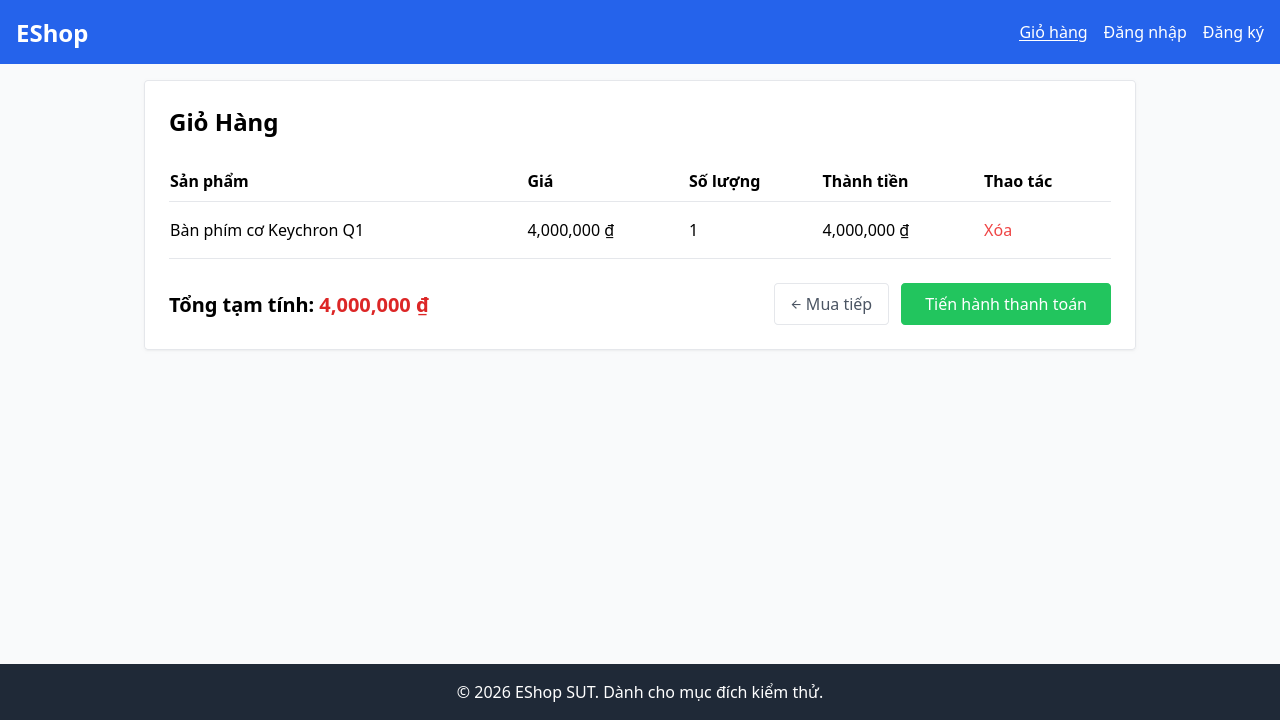 EShop
Giỏ hàng Đăng nhập Đăng ký
Giỏ Hàng
Sản phẩm Giá Số lượng Thành tiền Thao tác
Bàn phím cơ Keychron Q1 4,000,000 ₫ 1 4,000,000 ₫ Xóa
Tổng tạm tính: 4,000,000 ₫ ← Mua tiếp Tiến hành thanh toán
© 2026 EShop SUT. Dành cho mục đích kiểm thử.